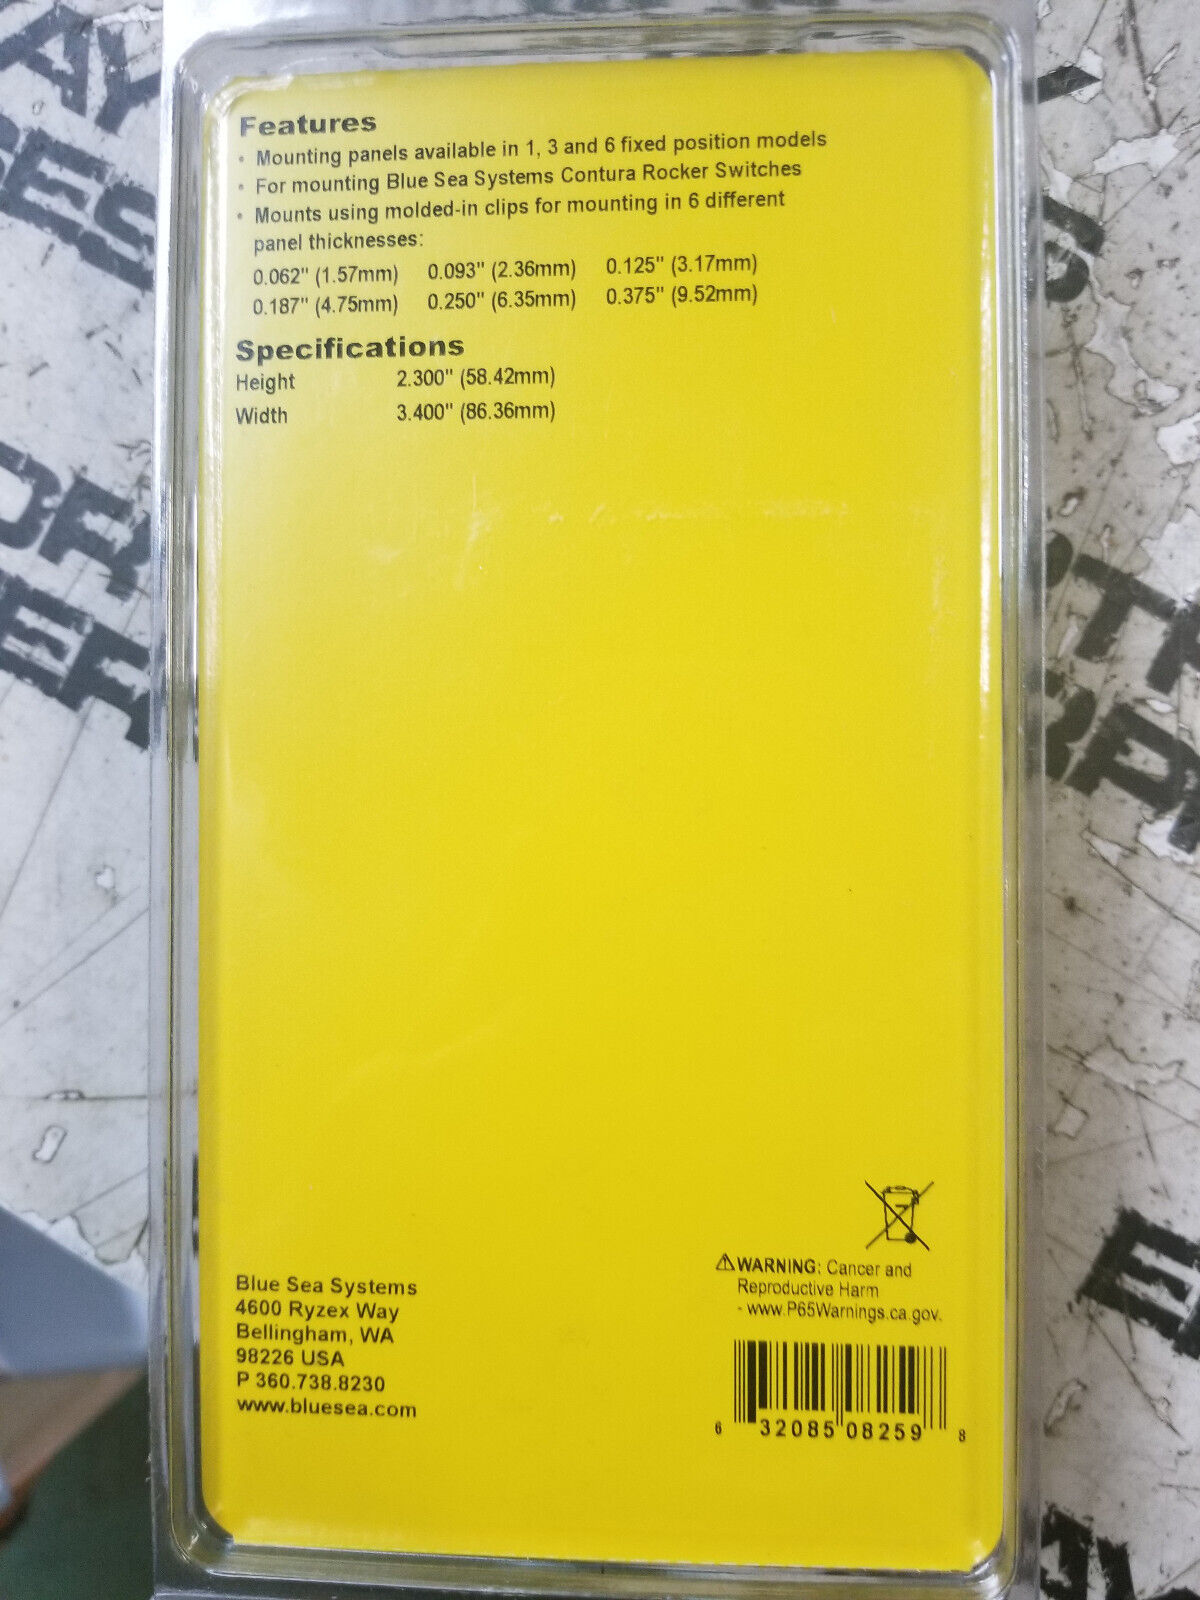 Features
• Mounting panels available in 1, 3 and 6 fixed position models
• For mounting Blue Sea Systems Contura Rocker Switches
• Mounts using molded-in clips for mounting in 6 different
panel thicknesses:
0.062" (1.57mm) 0.093" (2.36mm) 0.125" (3.17mm)
0.187" (4.75mm) 0.250" (6.35mm) 0.375" (9.52mm)
Specifications
Height 2.300" (58.42mm)
Width 3.400" (86.36mm)
Blue Sea Systems
4600 Ryzex Way
Bellingham, WA
98226 USA
P 360.738.8230
www.bluesea.com
⚠WARNING: Cancer and
Reproductive Harm
- www.P65Warnings.ca.gov.
6 32085 08259 8